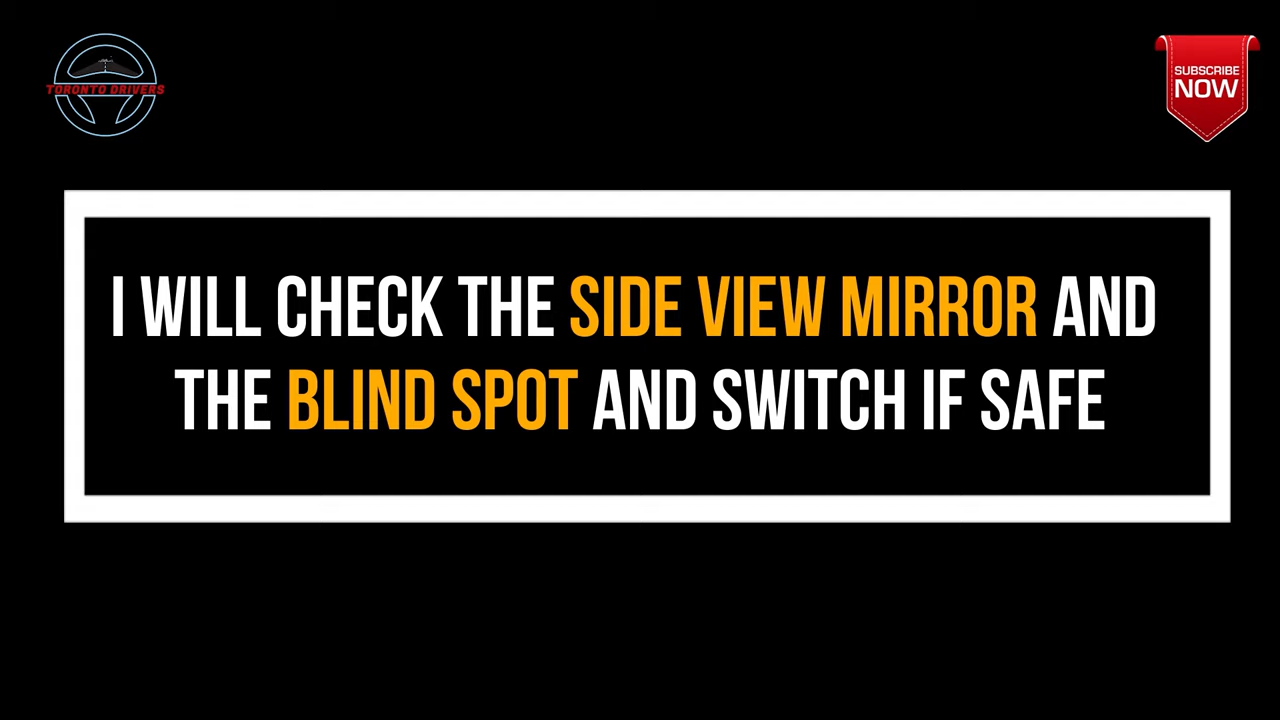 TORONTO DRIVERS
SUBSCRIBE
NOW
I WILL CHECK THE SIDE VIEW MIRROR AND
THE BLIND SPOT AND SWITCH IF SAFE